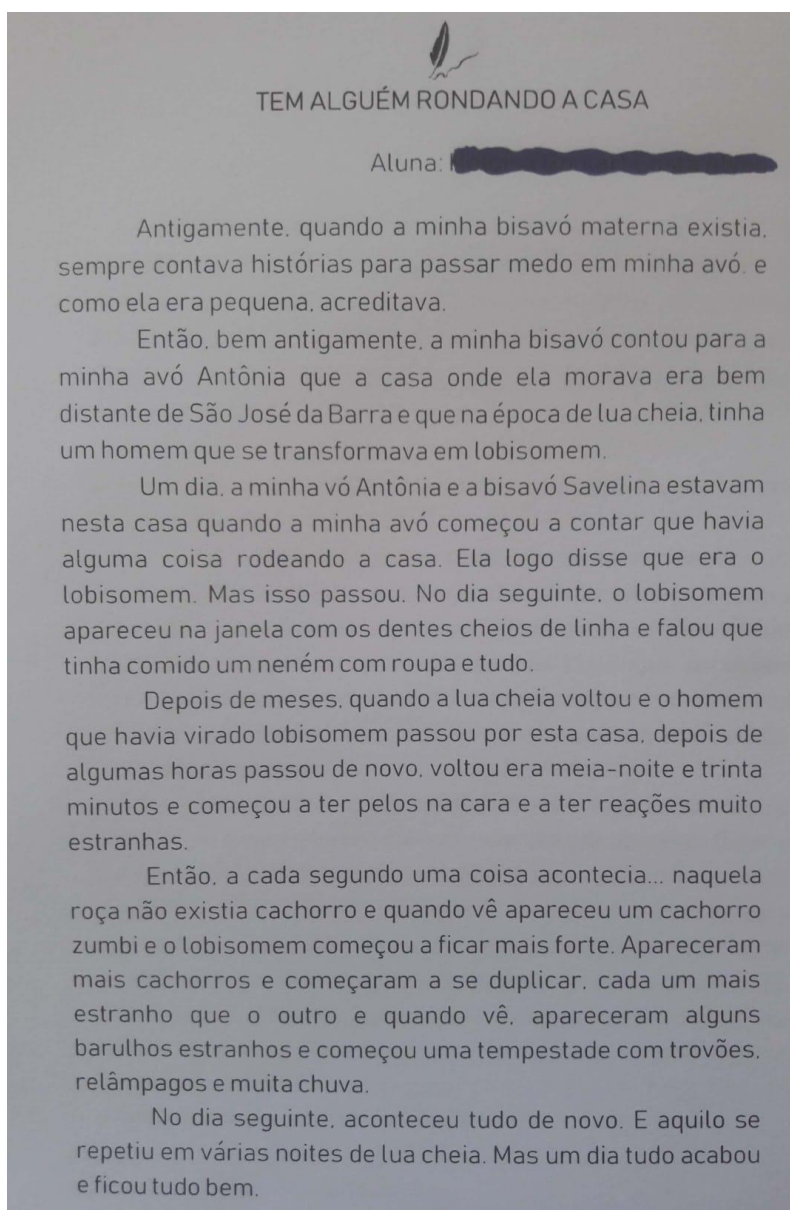 TEM ALGUÉM RONDANDO A CASA
Aluna:
Antigamente, quando a minha bisavó materna existia,
sempre contava histórias para passar medo em minha avó, e
como ela era pequena, acreditava.
Então, bem antigamente, a minha bisavó contou para a
minha avó Antônia que a casa onde ela morava era bem
distante de São José da Barra e que na época de lua cheia, tinha
um homem que se transformava em lobisomem.
Um dia, a minha vó Antônia e a bisavó Savelina estavam
nesta casa quando a minha avó começou a contar que havia
alguma coisa rodeando a casa. Ela logo disse que era o
lobisomem. Mas isso passou. No dia seguinte, o lobisomem
apareceu na janela com os dentes cheios de linha e falou que
tinha comido um neném com roupa e tudo.
Depois de meses, quando a lua cheia voltou e o homem
que havia virado lobisomem passou por esta casa, depois de
algumas horas passou de novo, voltou era meia-noite e trinta
minutos e começou a ter pelos na cara e a ter reações muito
estranhas.
Então, a cada segundo uma coisa acontecia... naquela
roça não existia cachorro e quando vê apareceu um cachorro
zumbi e o lobisomem começou a ficar mais forte. Apareceram
mais cachorros e começaram a se duplicar, cada um mais
estranho que o outro e quando vê, apareceram alguns
barulhos estranhos e começou uma tempestade com trovões,
relâmpagos e muita chuva.
No dia seguinte, aconteceu tudo de novo. E aquilo se
repetiu em várias noites de lua cheia. Mas um dia tudo acabou
e ficou tudo bem.